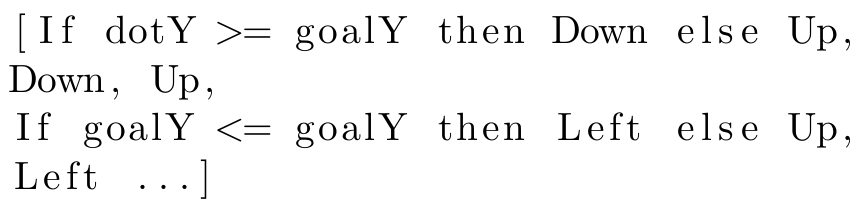 [ If dotY >= goalY then Down else Up,
Down, Up,
If goalY <= goalY then Left else Up,
Left ...]